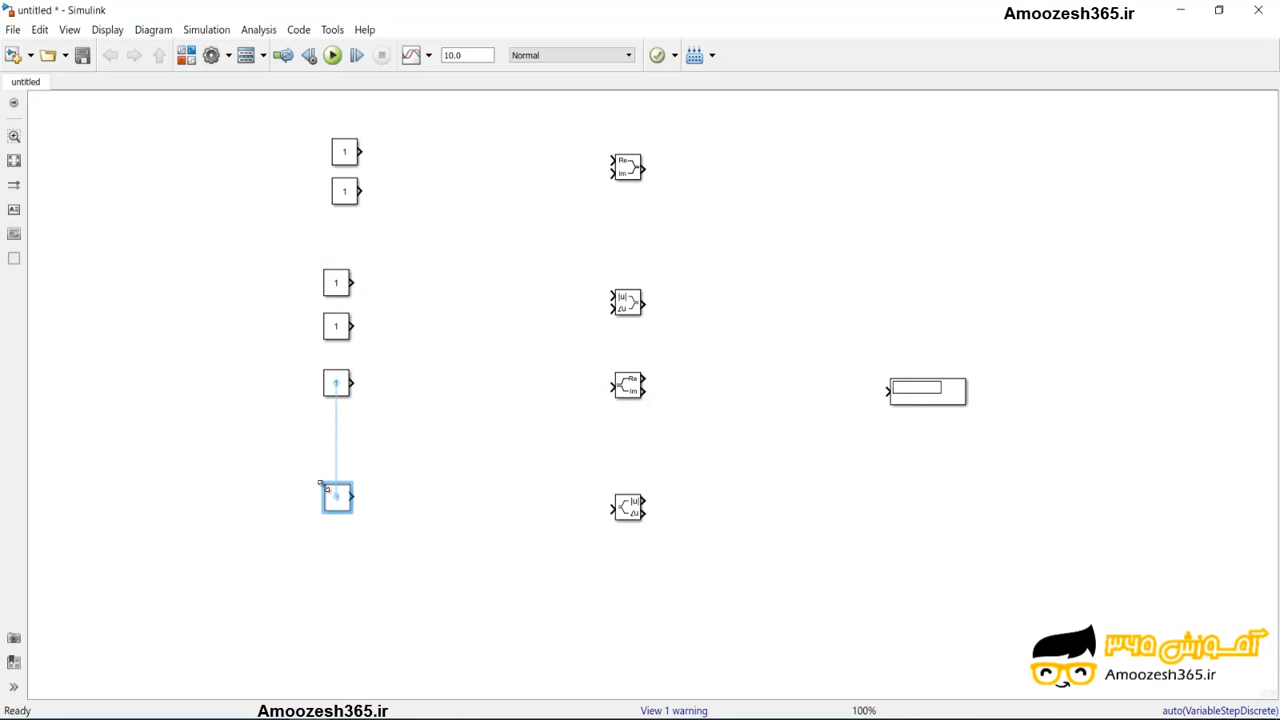 untitled * - Simulink
Amoozesh365.ir
File Edit View Display Diagram Simulation Analysis Code Tools Help
10.0
Normal
untitled
1
1
Re
Im
1
1
|u|
∠u
1
Re
Im
|u|
∠u
آموزش ۳۶۵
Amoozesh365.ir
Ready
Amoozesh365.ir
View 1 warning
100%
auto(VariableStepDiscrete)